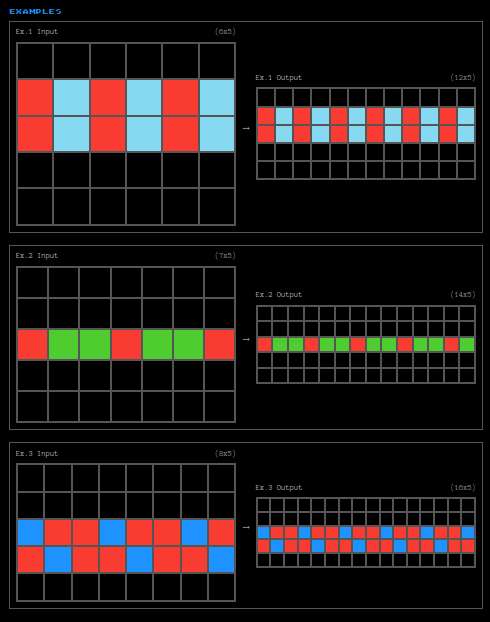 EXAMPLES
Ex.1 Input (6x5)
Ex.1 Output (12x5)
→
Ex.2 Input (7x5)
Ex.2 Output (14x5)
→
Ex.3 Input (8x5)
Ex.3 Output (16x5)
→